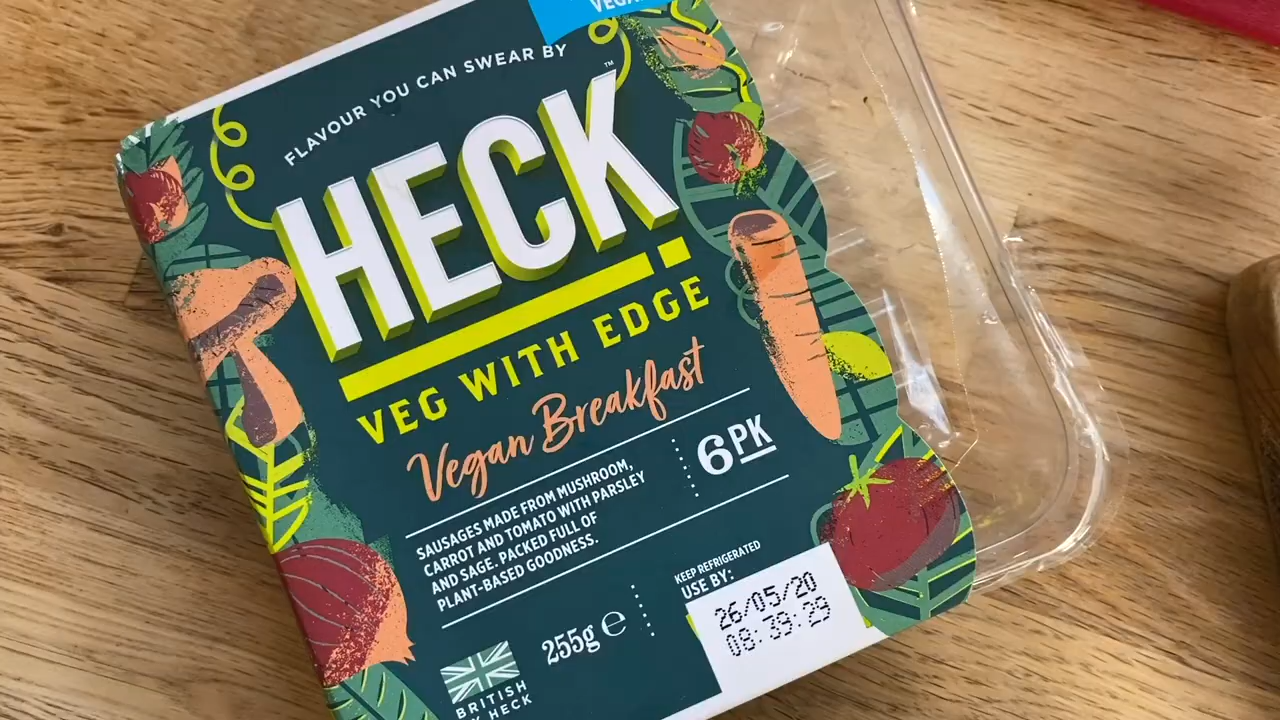 FLAVOUR YOU CAN SWEAR BY
HECK
™
VEG WITH EDGE
Vegan Breakfast
SAUSAGES MADE FROM MUSHROOM,
CARROT AND TOMATO WITH PARSLEY
AND SAGE. PACKED FULL OF
PLANT-BASED GOODNESS.
6PK
KEEP REFRIGERATED
USE BY:
26/05/20
08:39:29
255g e
BRITISH
HECK